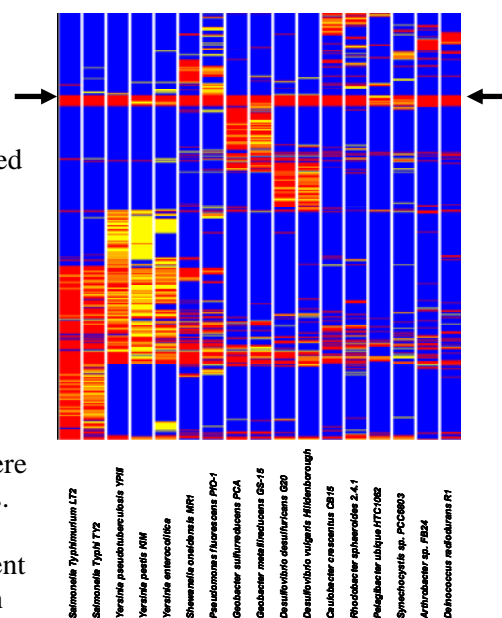 ed
ere
s.
ent
n
Salmonella Typhimurium LT2
Salmonella Typhi TY2
Yersinia pseudotuberculosis YPIII
Yersinia pestis KIM
Yersinia enterocolitica
Shewanella oneidensis MR1
Pseudomonas fluorescens PfO-1
Geobacter sulfurreducens PCA
Geobacter metallireducens GS-15
Desulfovibrio desulfuricans G20
Desulfovibrio vulgaris Hildenborough
Caulobacter crescentus CB15
Rhodobacter sphaeroides 2.4.1
Pelagibacter ubique HTC1062
Synechocystis sp. PCC6803
Arthrobacter sp. FB24
Deinococcus radiodurans R1